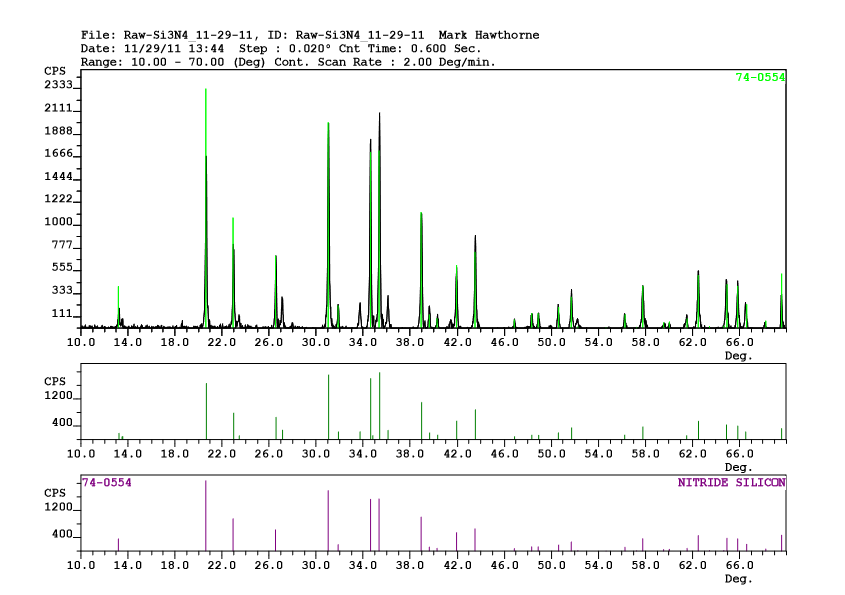 File: Raw-Si3N4_11-29-11, ID: Raw-Si3N4_11-29-11 Mark Hawthorne
Date: 11/29/11 13:44 Step : 0.020° Cnt Time: 0.600 Sec.
Range: 10.00 - 70.00 (Deg) Cont. Scan Rate : 2.00 Deg/min.
CPS
74-0554
2333
2111
1888
1666
1444
1222
1000
777
555
333
111
10.0 14.0 18.0 22.0 26.0 30.0 34.0 38.0 42.0 46.0 50.0 54.0 58.0 62.0 66.0
Deg.
CPS
1200
400
10.0 14.0 18.0 22.0 26.0 30.0 34.0 38.0 42.0 46.0 50.0 54.0 58.0 62.0 66.0
Deg.
74-0554 NITRIDE SILICON
CPS
1200
400
10.0 14.0 18.0 22.0 26.0 30.0 34.0 38.0 42.0 46.0 50.0 54.0 58.0 62.0 66.0
Deg.